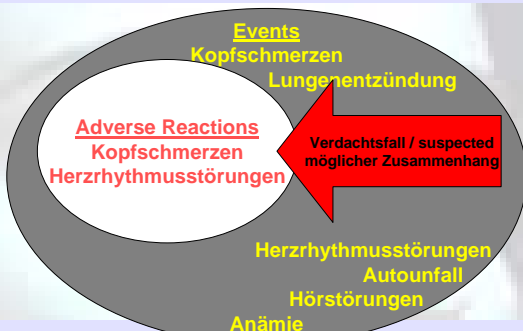 Events
Kopfschmerzen
Lungenentzündung
Adverse Reactions
Kopfschmerzen
Herzrhythmusstörungen
Verdachtsfall / suspected
möglicher Zusammenhang
Herzrhythmusstörungen
Autounfall
Hörstörungen
Anämie